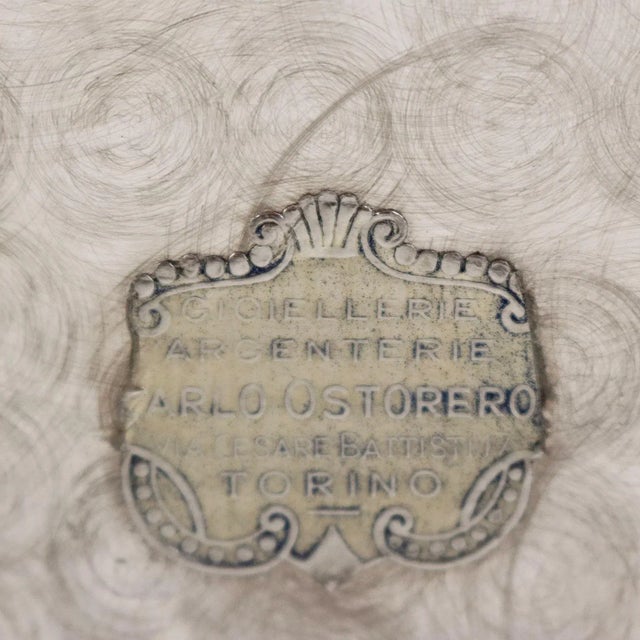 GIOIELLERIE
ARGENTERIE
CARLO OSTORERO
VIA CESARE BATTISTI
TORINO